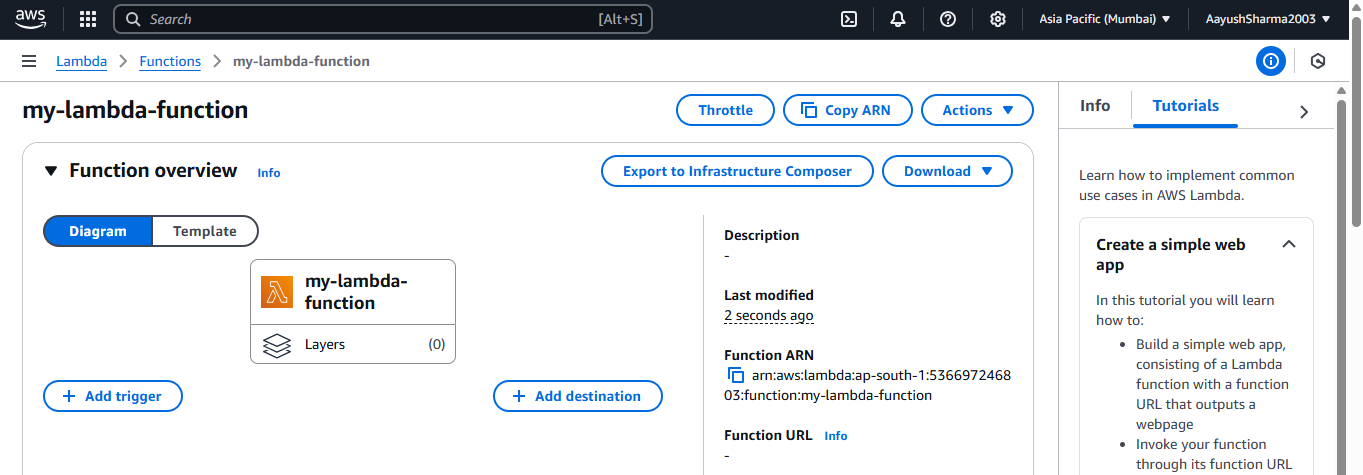 aws
Search [Alt+S]
Asia Pacific (Mumbai)
AayushSharma2003
Lambda
Functions
my-lambda-function
my-lambda-function
Throttle
Copy ARN
Actions
Function overview
Info
Export to Infrastructure Composer
Download
Diagram
Template
my-lambda-
function
Layers (0)
+ Add trigger
+ Add destination
Description
-
Last modified
2 seconds ago
Function ARN
arn:aws:lambda:ap-south-1:5366972468
03:function:my-lambda-function
Function URL Info
-
Info
Tutorials
Learn how to implement common
use cases in AWS Lambda.
Create a simple web
app
In this tutorial you will learn
how to:
• Build a simple web app,
consisting of a Lambda
function with a function
URL that outputs a
webpage
• Invoke your function
through its function URL